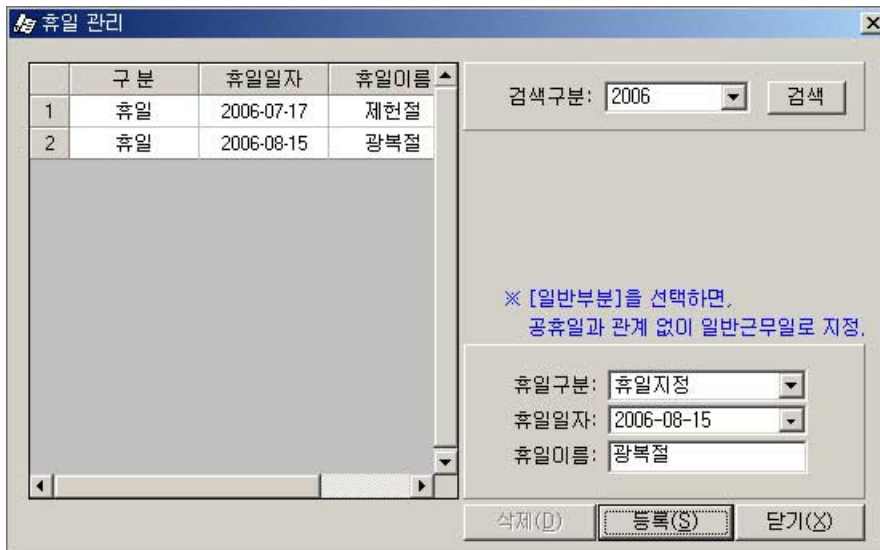 휴일 관리
구 분 휴일일자 휴일이름
1 휴일 2006-07-17 제헌절
2 휴일 2006-08-15 광복절
검색구분: 2006 검색
※ [일반부분]을 선택하면,
공휴일과 관계 없이 일반근무일로 지정.
휴일구분: 휴일지정
휴일일자: 2006-08-15
휴일이름: 광복절
삭제(D) 등록(S) 닫기(X)